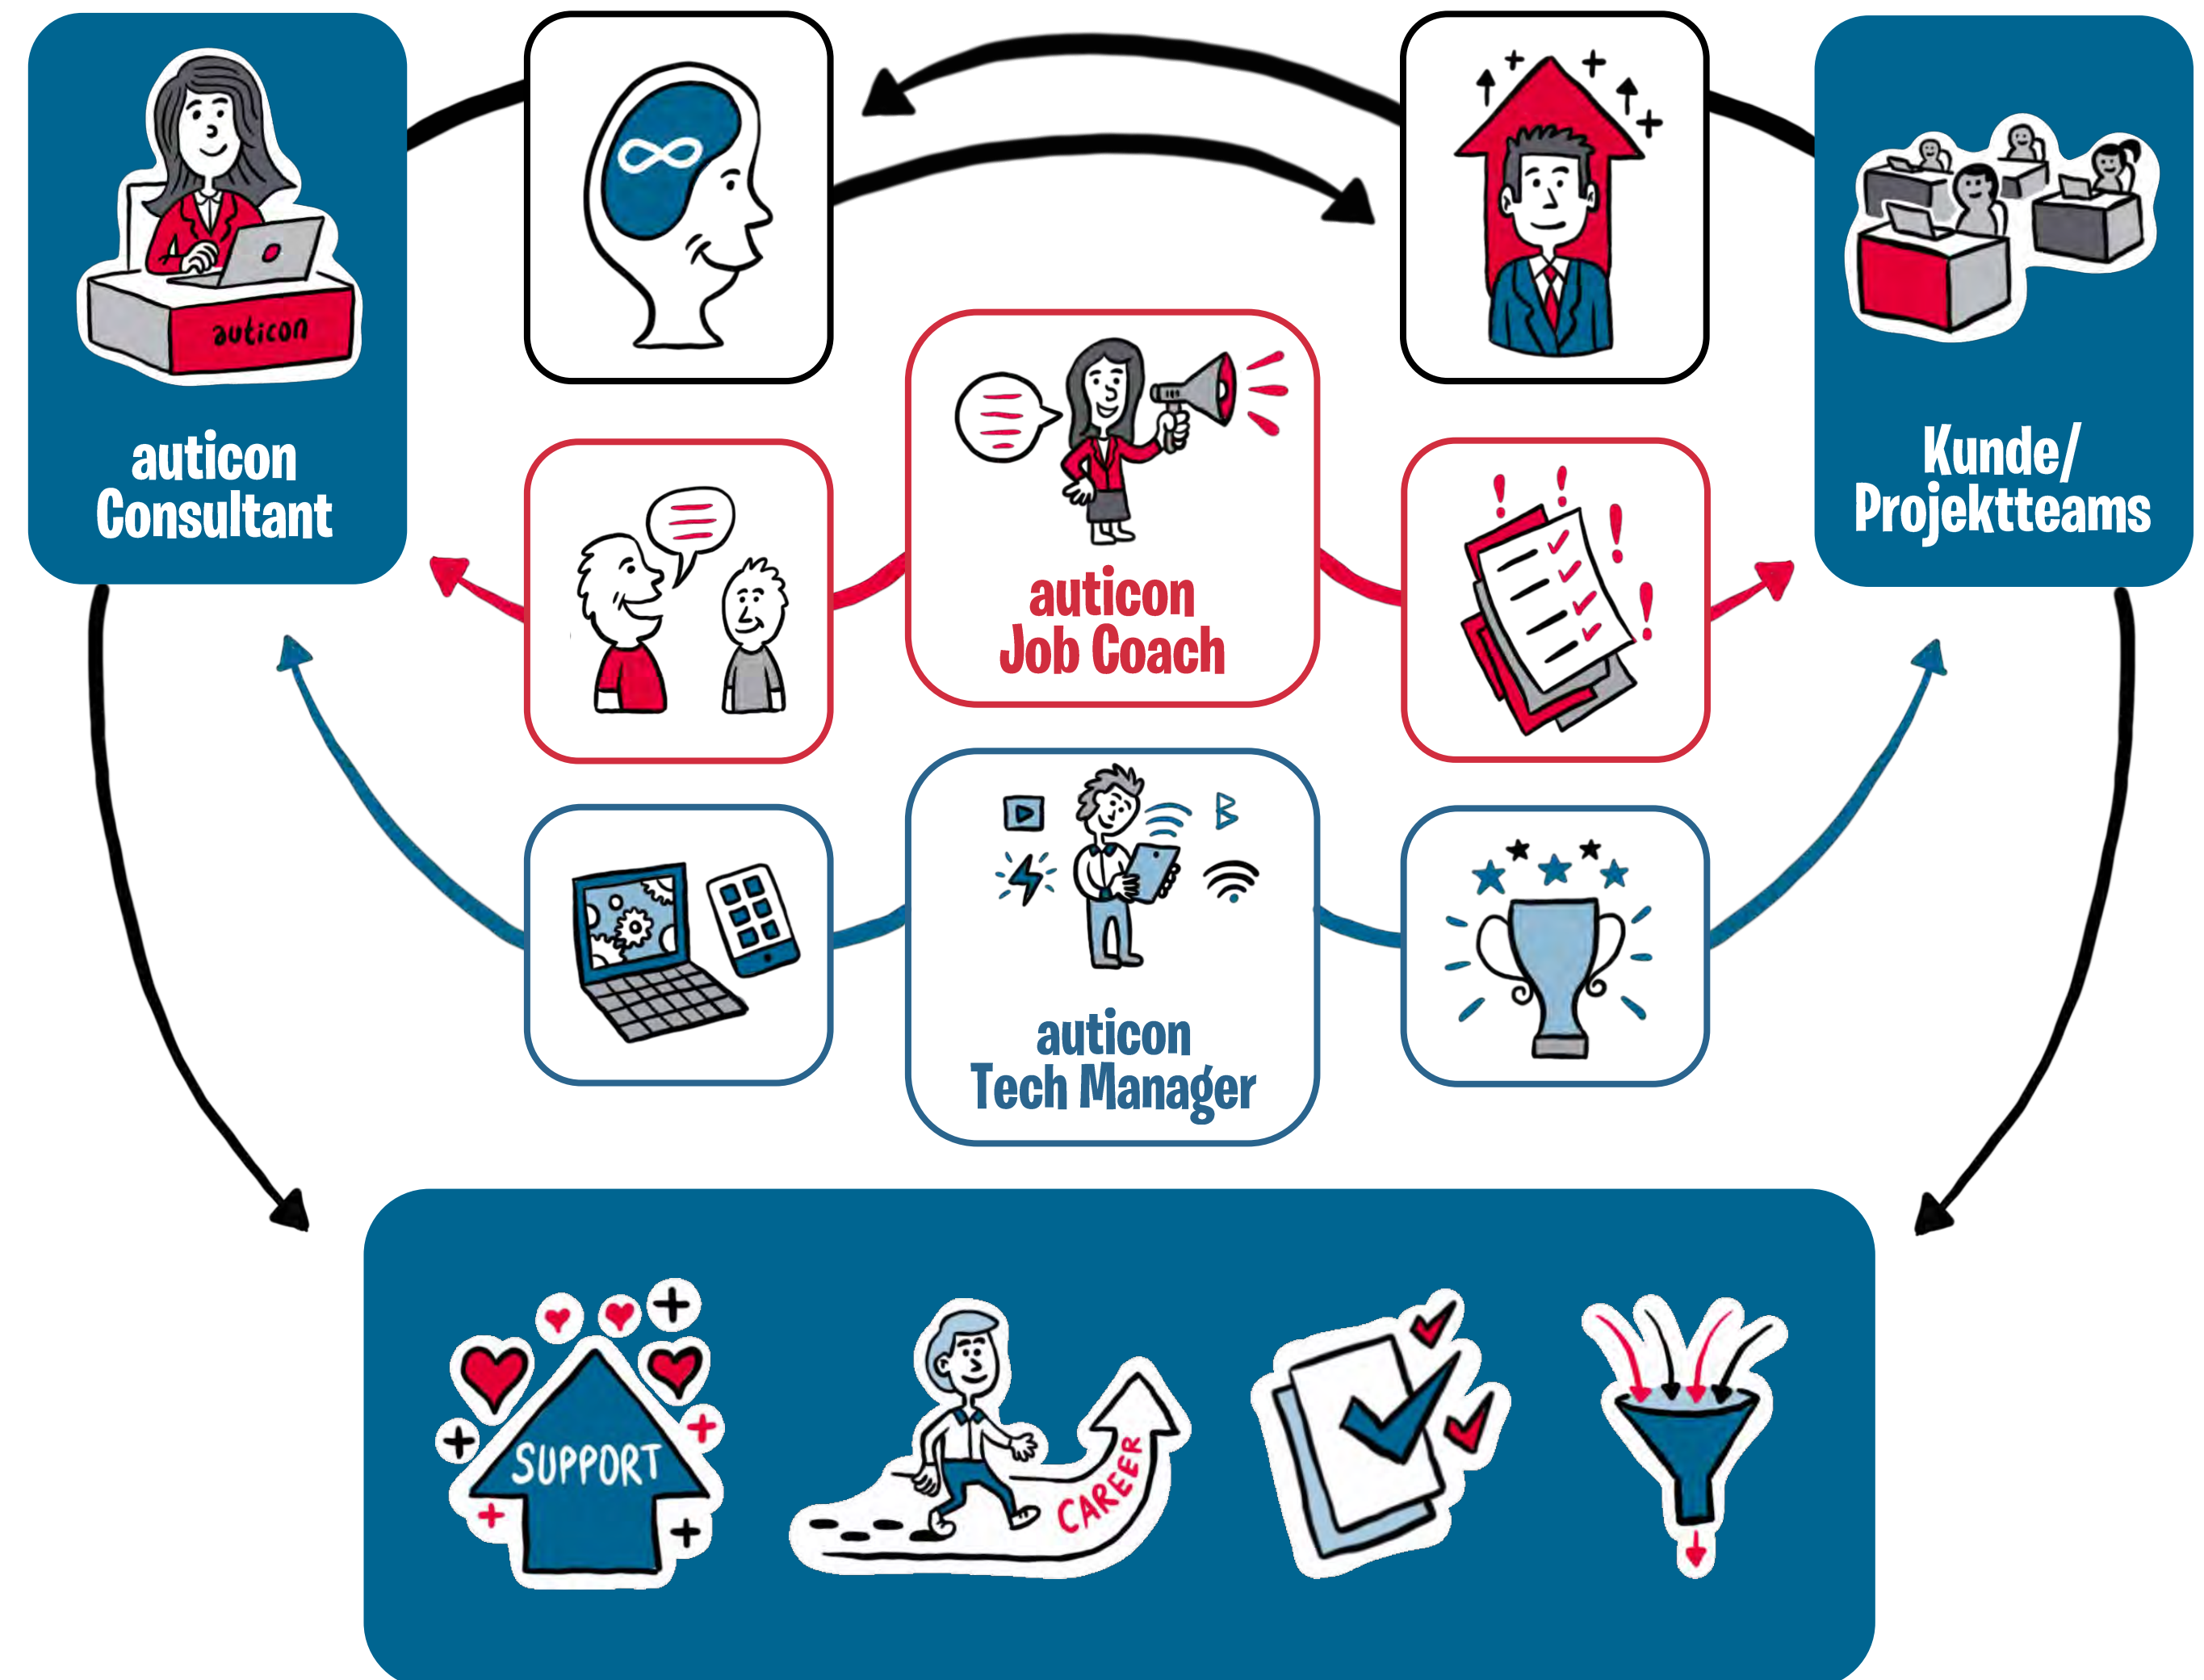 auticon
auticon
Consultant
Kunde/
Projektteams
auticon
Job Coach
auticon
Tech Manager
SUPPORT
CAREER